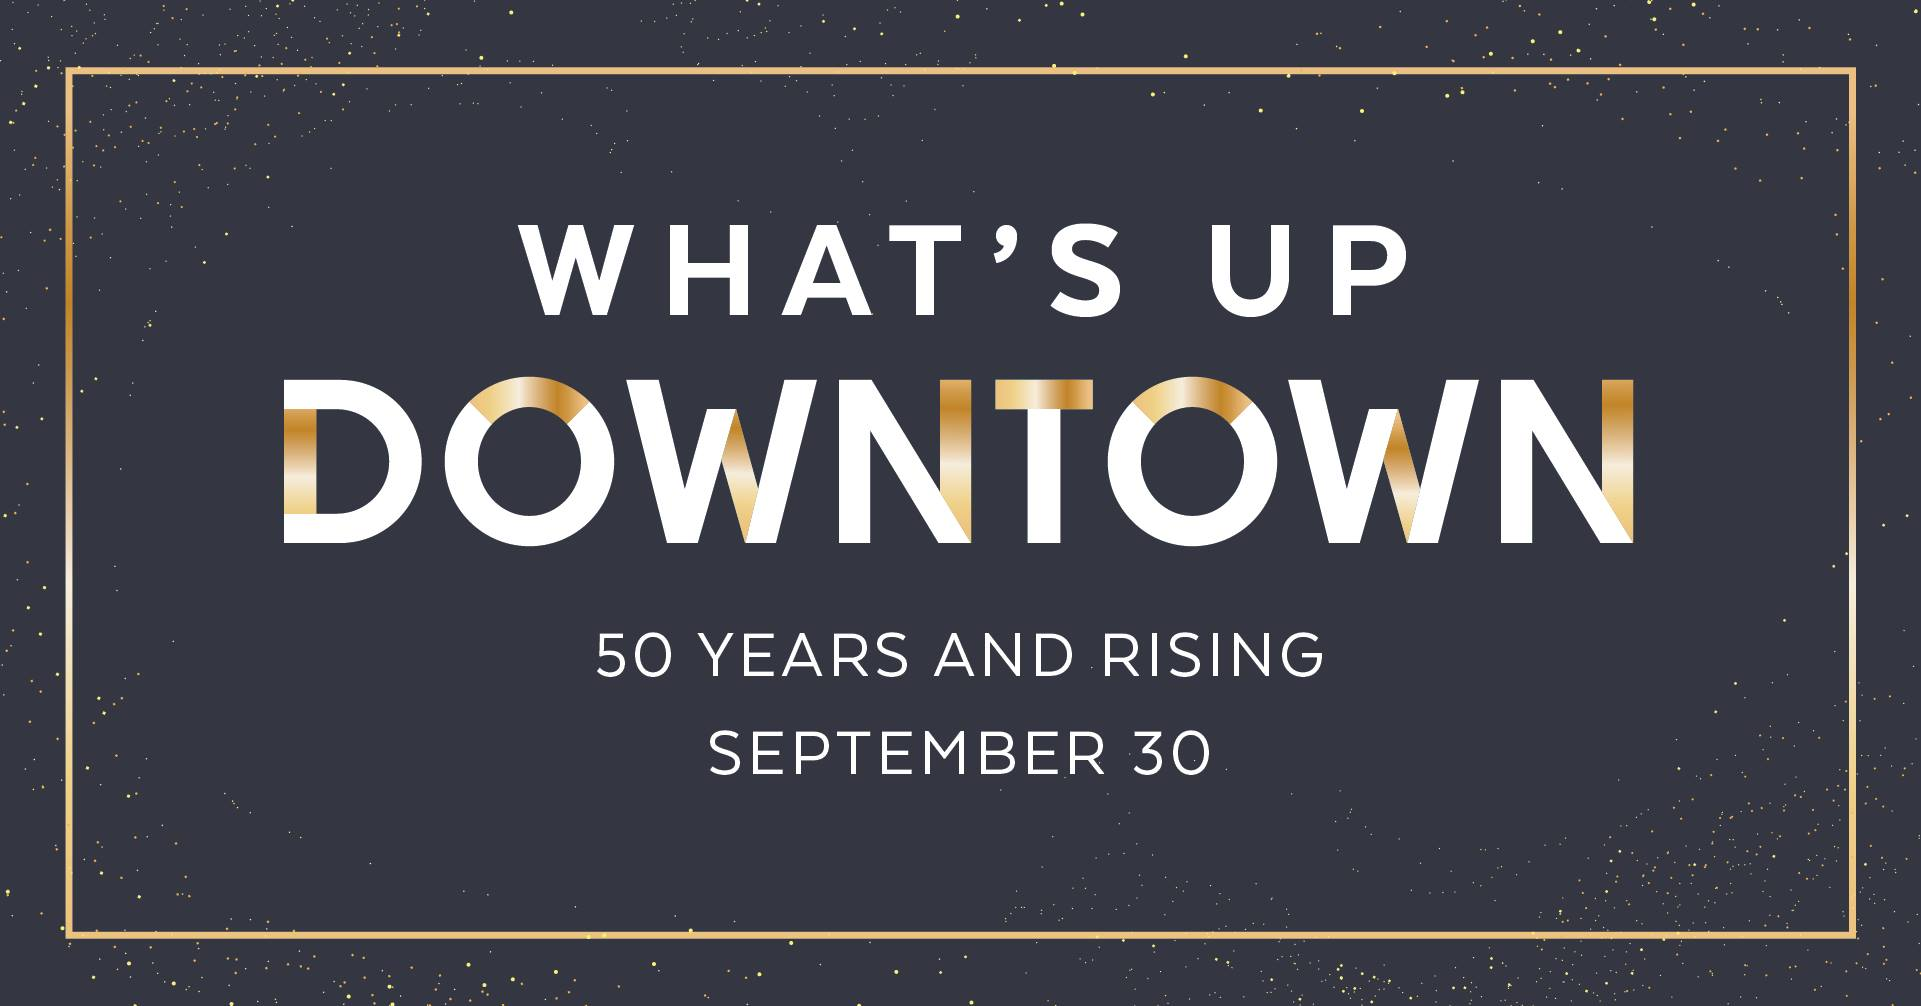 WHAT’S UP
DOWNTOWN
50 YEARS AND RISING
SEPTEMBER 30